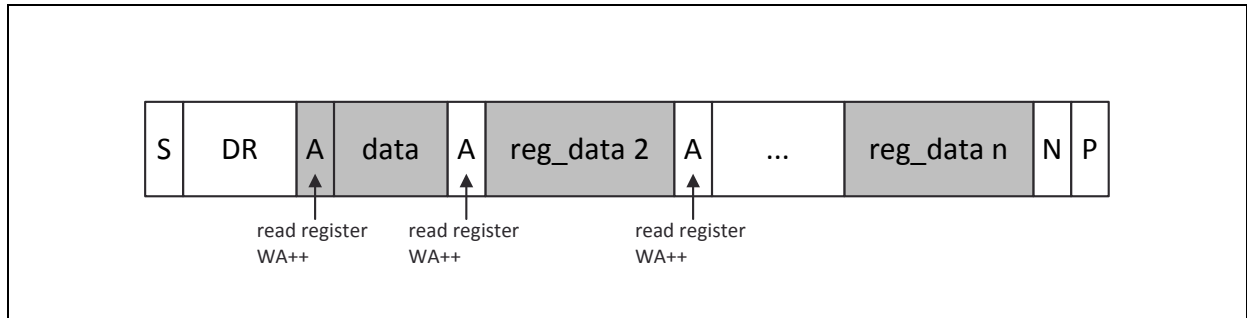 S DR A data A reg_data 2 A ... reg_data n N P
read register read register read register
WA++ WA++ WA++